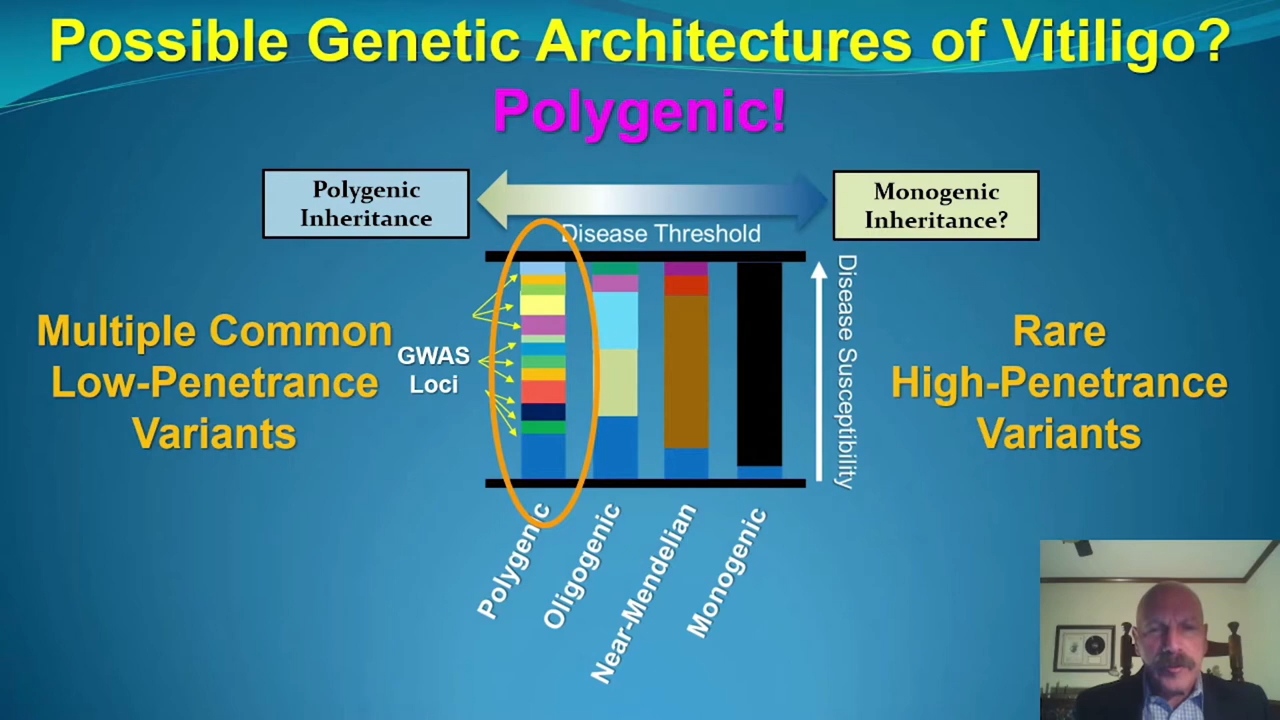 Possible Genetic Architectures of Vitiligo?
Polygenic!
Polygenic
Inheritance
Monogenic
Inheritance?
Disease Threshold
Multiple Common
Low-Penetrance
Variants
GWAS
Loci
Disease Susceptibility
Rare
High-Penetrance
Variants
Polygenic
Oligogenic
Near-Mendelian
Monogenic